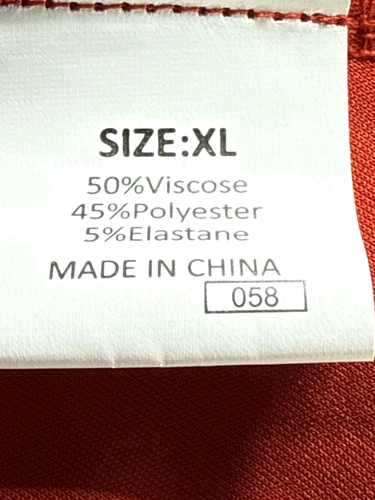 SIZE:XL
50%Viscose
45%Polyester
5%Elastane
MADE IN CHINA
058